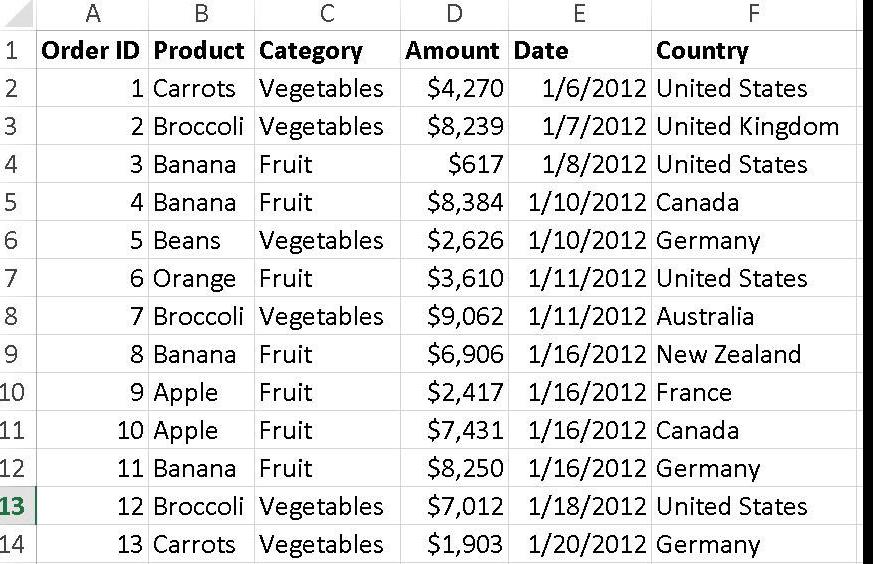 A B C D E F
1 Order ID Product Category Amount Date Country
2 1 Carrots Vegetables $4,270 1/6/2012 United States
3 2 Broccoli Vegetables $8,239 1/7/2012 United Kingdom
4 3 Banana Fruit $617 1/8/2012 United States
5 4 Banana Fruit $8,384 1/10/2012 Canada
6 5 Beans Vegetables $2,626 1/10/2012 Germany
7 6 Orange Fruit $3,610 1/11/2012 United States
8 7 Broccoli Vegetables $9,062 1/11/2012 Australia
9 8 Banana Fruit $6,906 1/16/2012 New Zealand
10 9 Apple Fruit $2,417 1/16/2012 France
11 10 Apple Fruit $7,431 1/16/2012 Canada
12 11 Banana Fruit $8,250 1/16/2012 Germany
13 12 Broccoli Vegetables $7,012 1/18/2012 United States
14 13 Carrots Vegetables $1,903 1/20/2012 Germany